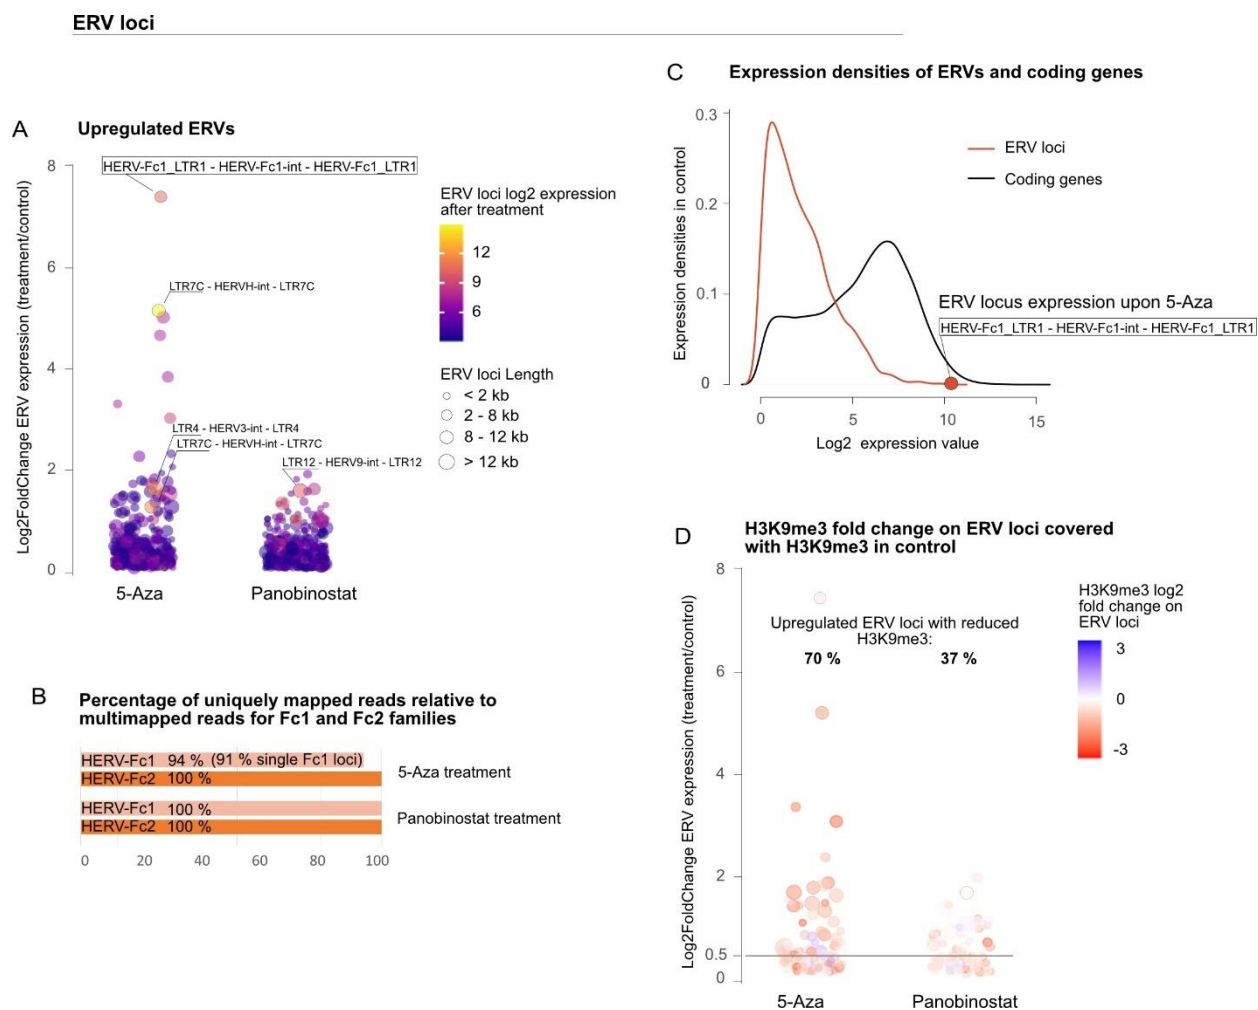 ERV loci
A
Upregulated ERVs
Log2FoldChange ERV expression (treatment/control)
8
6
4
2
0
HERV-Fc1_LTR1 - HERV-Fc1-int - HERV-Fc1_LTR1
LTR7C - HERVH-int - LTR7C
LTR4 - HERV3-int - LTR4
LTR7C - HERVH-int - LTR7C
LTR12 - HERV9-int - LTR12
5-Aza
Panobinostat
ERV loci log2 expression
after treatment
12
9
6
ERV loci Length
< 2 kb
2 - 8 kb
8 - 12 kb
> 12 kb
B
Percentage of uniquely mapped reads relative to
multimapped reads for Fc1 and Fc2 families
HERV-Fc1 94 % (91 % single Fc1 loci)
HERV-Fc2 100 %
5-Aza treatment
HERV-Fc1 100 %
HERV-Fc2 100 %
Panobinostat treatment
0 20 40 60 80 100
C
Expression densities of ERVs and coding genes
Expression densities in control
0.3
0.2
0.1
0
ERV loci
Coding genes
ERV locus expression upon 5-Aza
HERV-Fc1_LTR1 - HERV-Fc1-int - HERV-Fc1_LTR1
0 5 10 15
Log2 expression value
D
H3K9me3 fold change on ERV loci covered
with H3K9me3 in control
Log2FoldChange ERV expression (treatment/control)
8
6
4
2
0.5
0
Upregulated ERV loci with reduced
H3K9me3:
70 % 37 %
5-Aza
Panobinostat
H3K9me3 log2
fold change on
ERV loci
3
0
-3